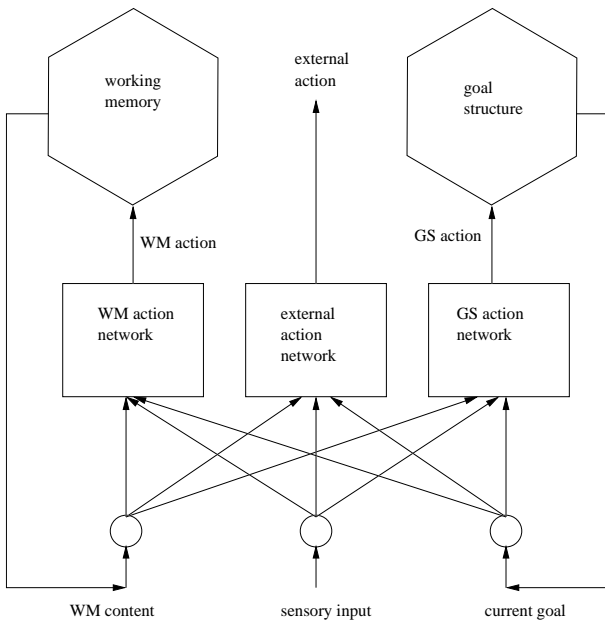 working
memory
external
action
goal
structure
WM action
GS action
WM action
network
external
action
network
GS action
network
WM content
sensory input
current goal